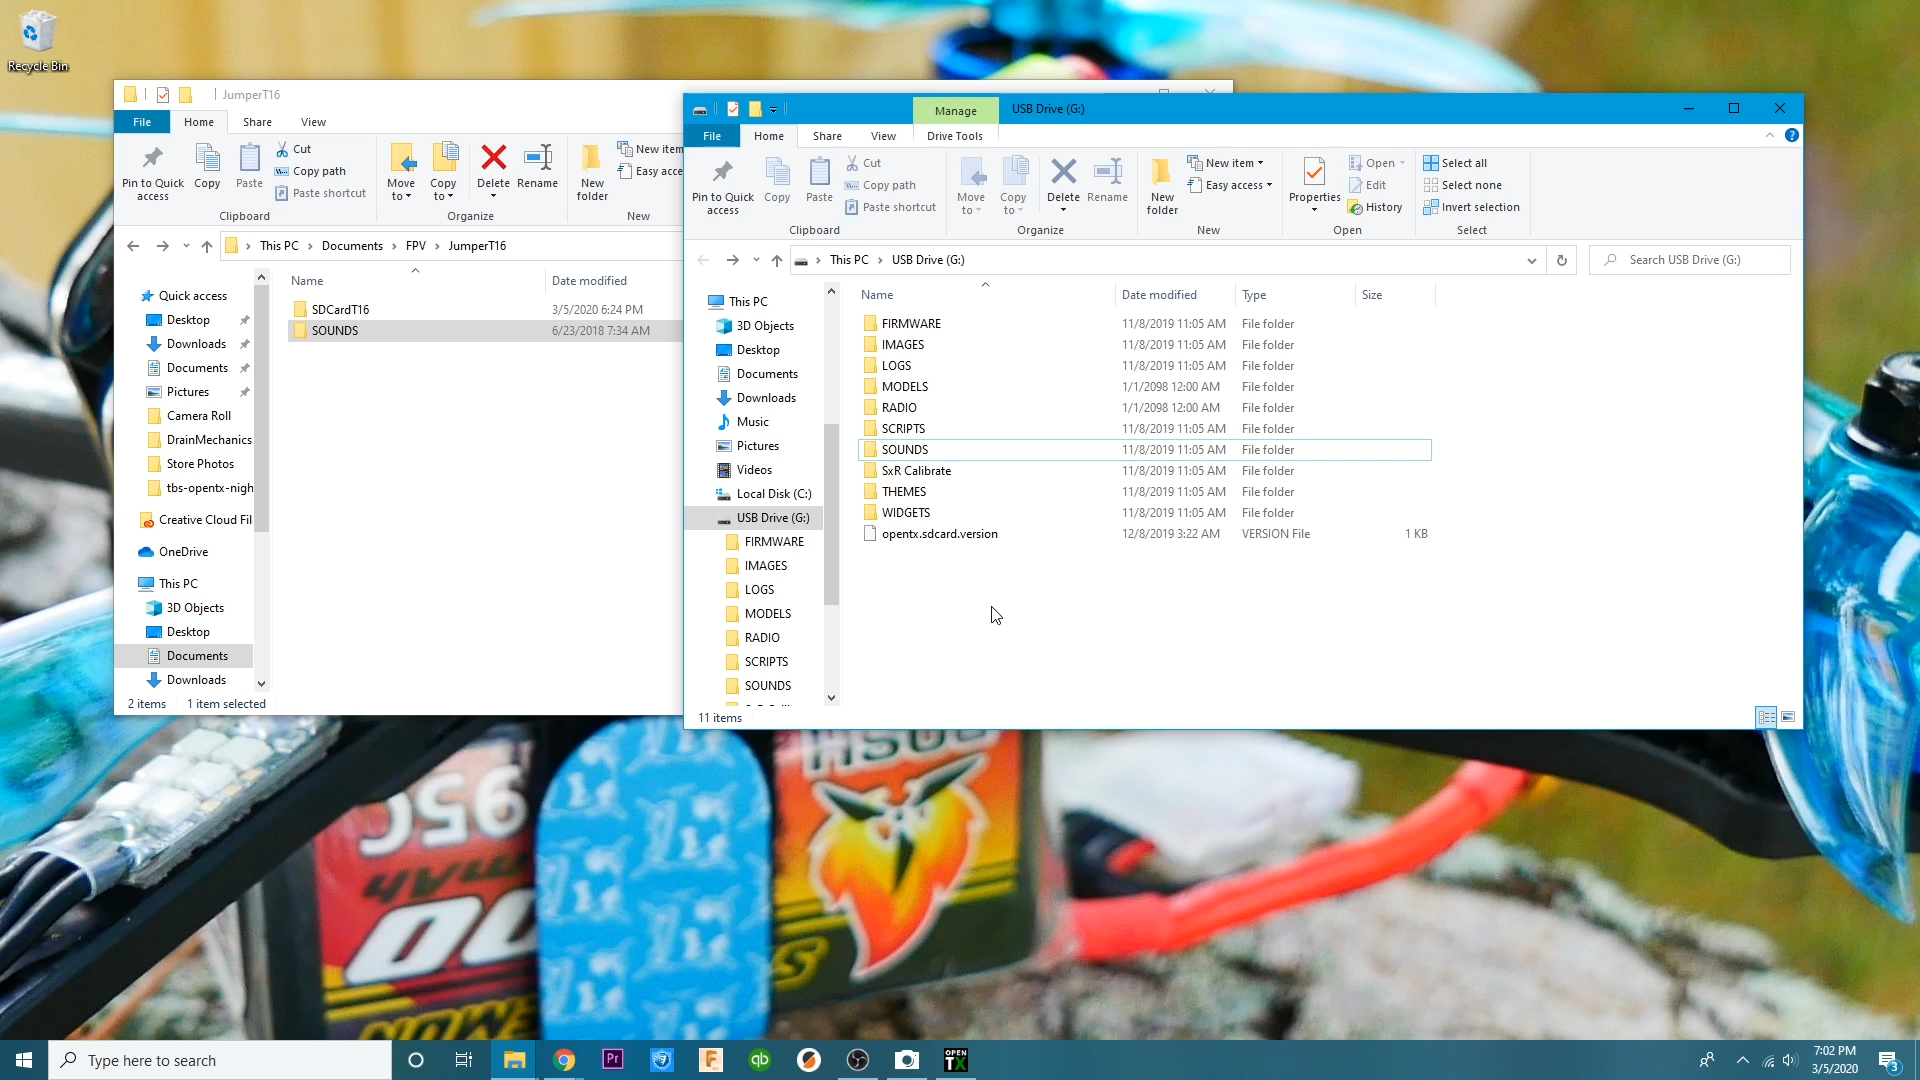 Recycle Bin
JumperT16
File Home Share View
Pin to Quick access
Copy
Paste
Cut
Copy path
Paste shortcut
Clipboard
Move to
Copy to
Delete
Rename
Organize
New folder
New item
Easy acce
New
This PC Documents FPV JumperT16
Name Date modified
SDCardT16 3/5/2020 6:24 PM
SOUNDS 6/23/2018 7:34 AM
Quick access
Desktop
Downloads
Documents
Pictures
Camera Roll
DrainMechanics
Store Photos
tbs-opentx-nigh
Creative Cloud Fil
OneDrive
This PC
3D Objects
Desktop
Documents
Downloads
2 items 1 item selected
Manage USB Drive (G:)
File Home Share View Drive Tools
Pin to Quick access
Copy
Paste
Cut
Copy path
Paste shortcut
Clipboard
Move to
Copy to
Delete
Rename
Organize
New folder
New item
Easy access
New
Properties
Open
Edit
History
Open
Select all
Select none
Invert selection
Select
This PC USB Drive (G:)
Search USB Drive (G:)
Name Date modified Type Size
FIRMWARE 11/8/2019 11:05 AM File folder
IMAGES 11/8/2019 11:05 AM File folder
LOGS 11/8/2019 11:05 AM File folder
MODELS 1/1/2098 12:00 AM File folder
RADIO 1/1/2098 12:00 AM File folder
SCRIPTS 11/8/2019 11:05 AM File folder
SOUNDS 11/8/2019 11:05 AM File folder
SxR Calibrate 11/8/2019 11:05 AM File folder
THEMES 11/8/2019 11:05 AM File folder
WIDGETS 11/8/2019 11:05 AM File folder
opentx.sdcard.version 12/8/2019 3:22 AM VERSION File 1 KB
This PC
3D Objects
Desktop
Documents
Downloads
Music
Pictures
Videos
Local Disk (C:)
USB Drive (G:)
FIRMWARE
IMAGES
LOGS
MODELS
RADIO
SCRIPTS
SOUNDS
11 items
95C
mAh
00
Type here to search
Pr
qb
OPEN TX
7:02 PM
3/5/2020
3